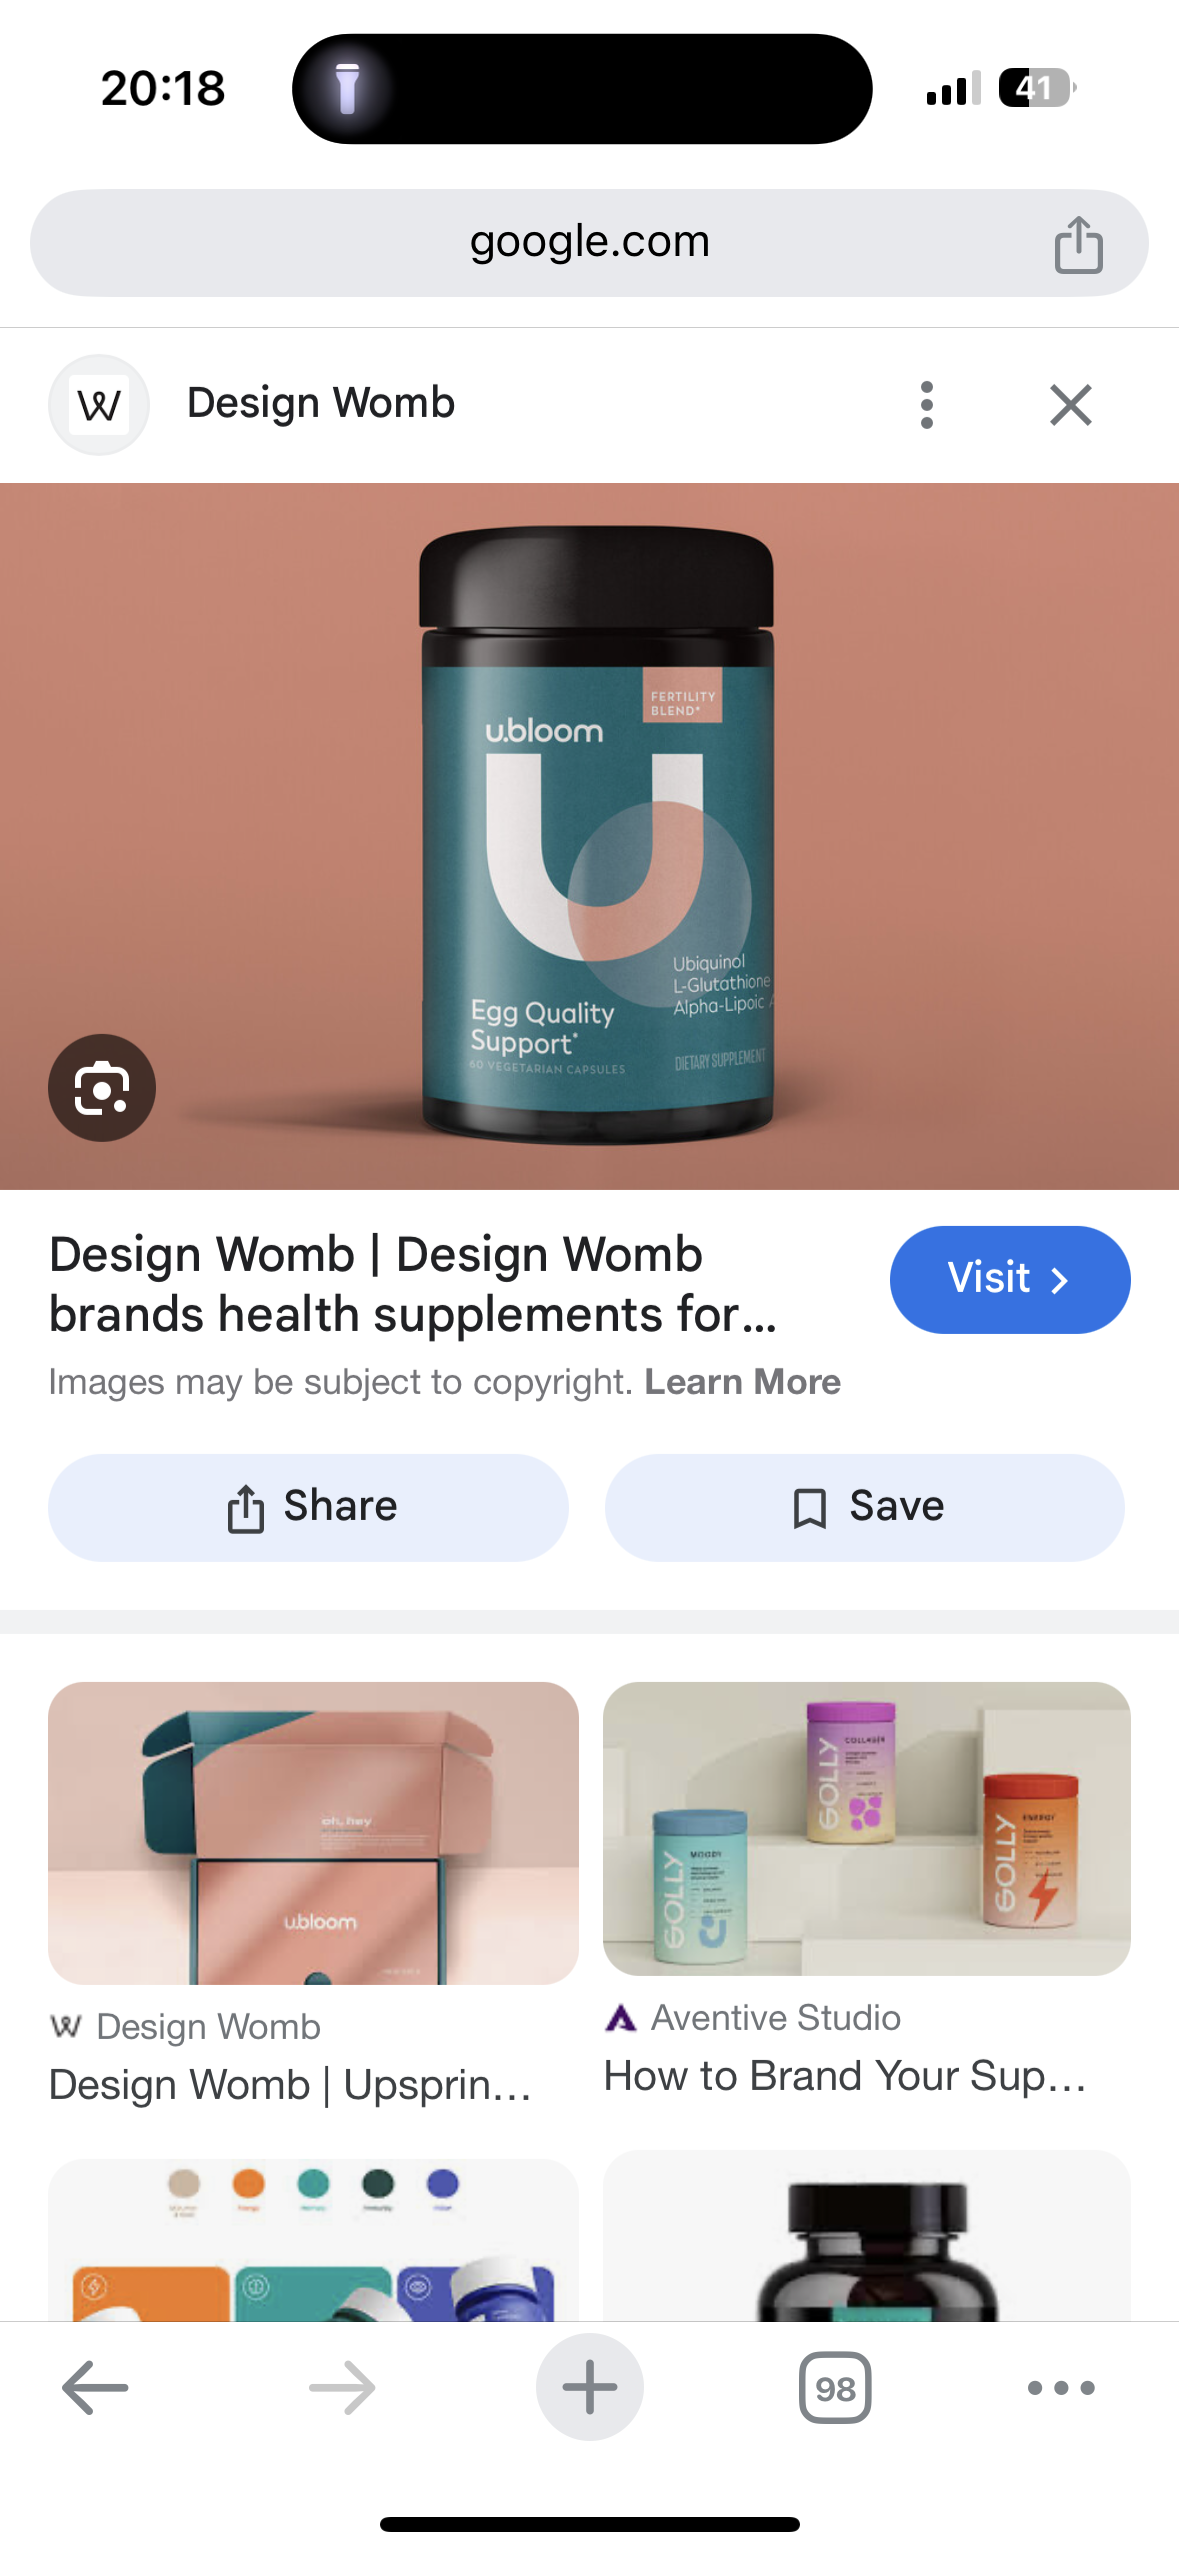 20:18
41
google.com
W
Design Womb
FERTILITY
BLEND*
u.bloom
U
Ubiquinol
L-Glutathione
Alpha-Lipoic
Egg Quality
Support*
60 VEGETARIAN CAPSULES
DIETARY SUPPLEMENT
Design Womb | Design Womb
brands health supplements for...
Visit
Images may be subject to copyright. Learn More
Share
Save
oh, hey
u.bloom
COLLAGEN
GOLLY
MOODY
GOLLY
ENERGY
GOLLY
W Design Womb
Design Womb | Upsprin...
Aventive Studio
How to Brand Your Sup...
98